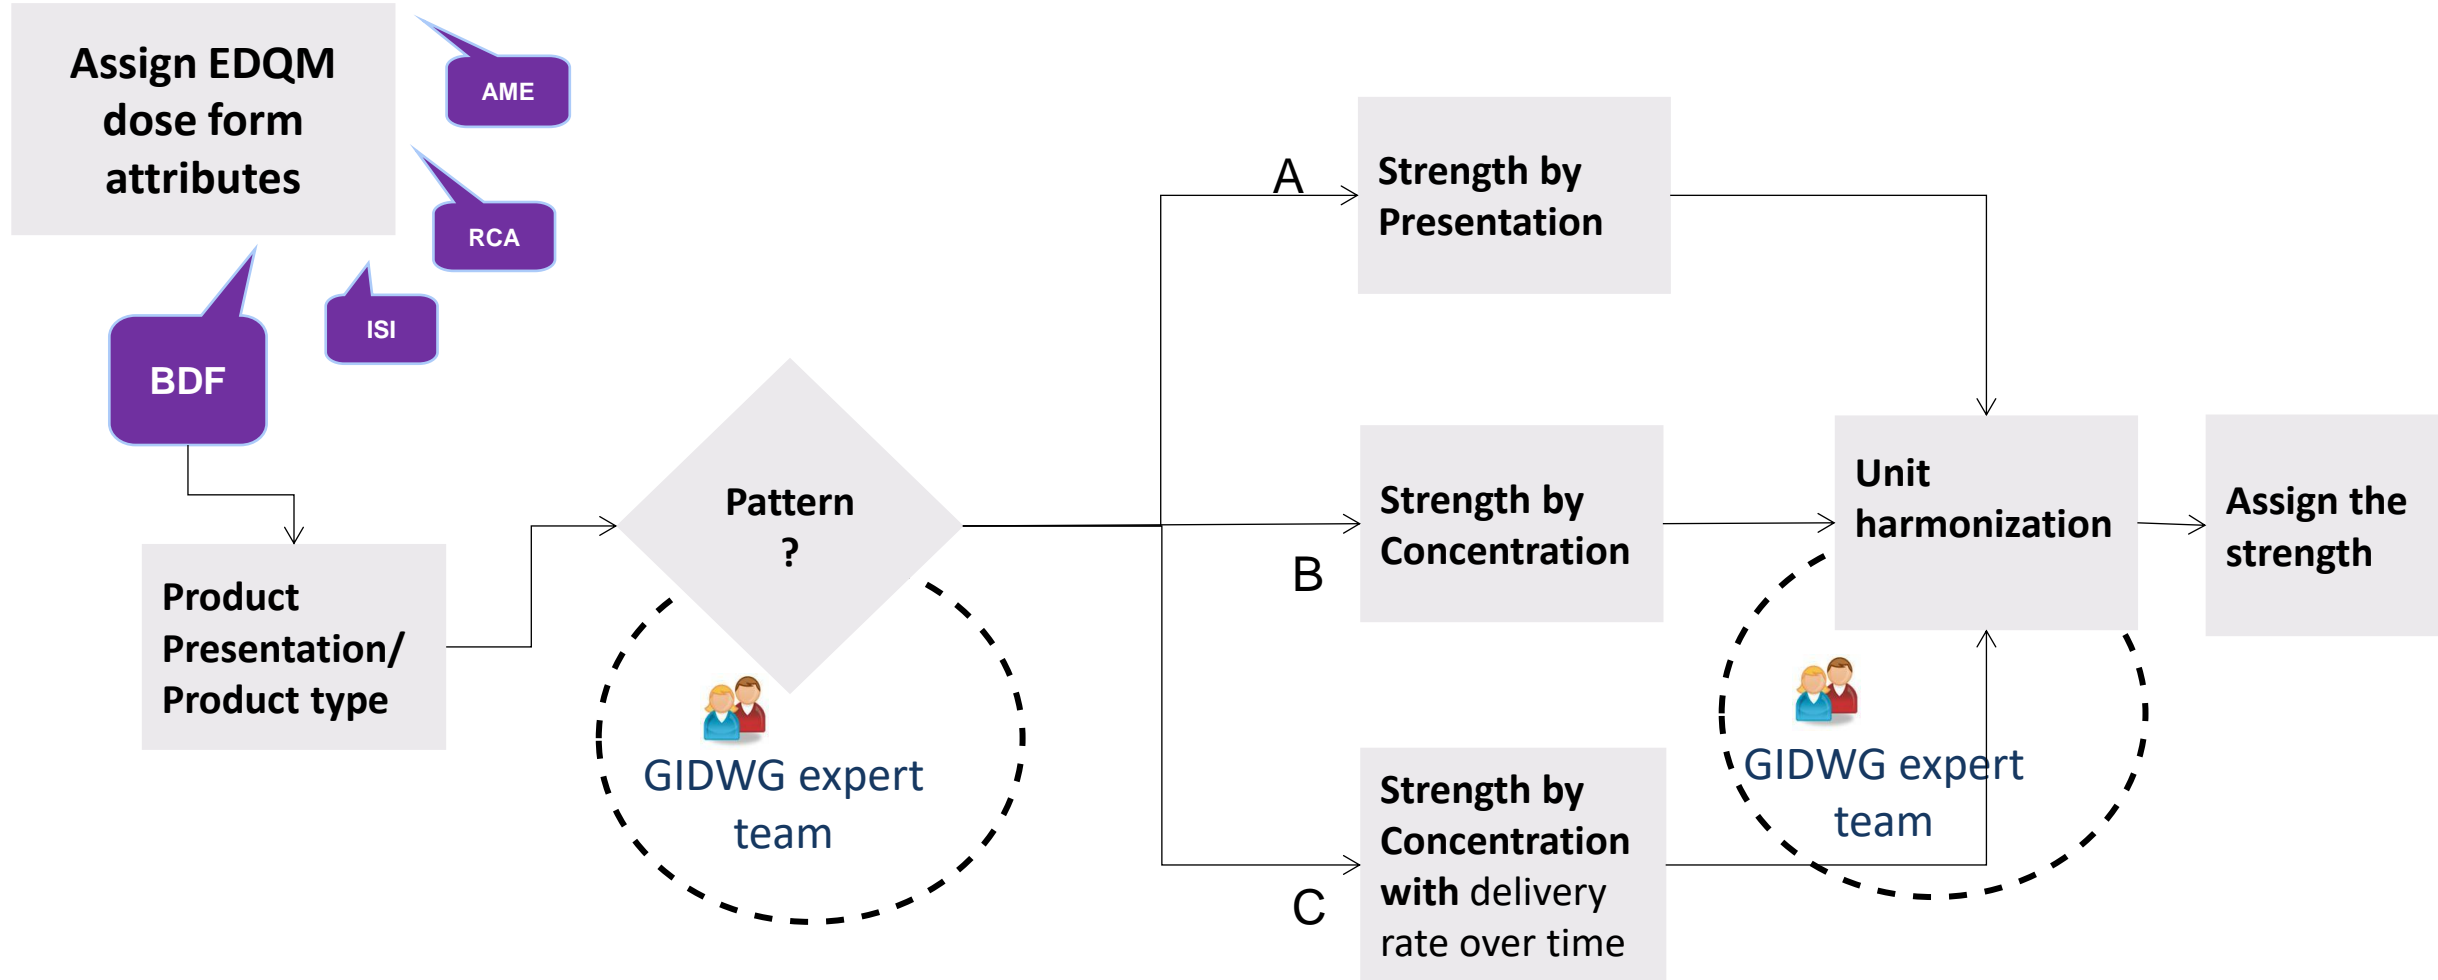 Assign EDQM
dose form
attributes
AME
RCA
ISI
BDF
Product
Presentation/
Product type
Pattern
?
GIDWG expert
team
A
Strength by
Presentation
B
Strength by
Concentration
C
Strength by
Concentration
with delivery
rate over time
Unit
harmonization
GIDWG expert
team
Assign the
strength